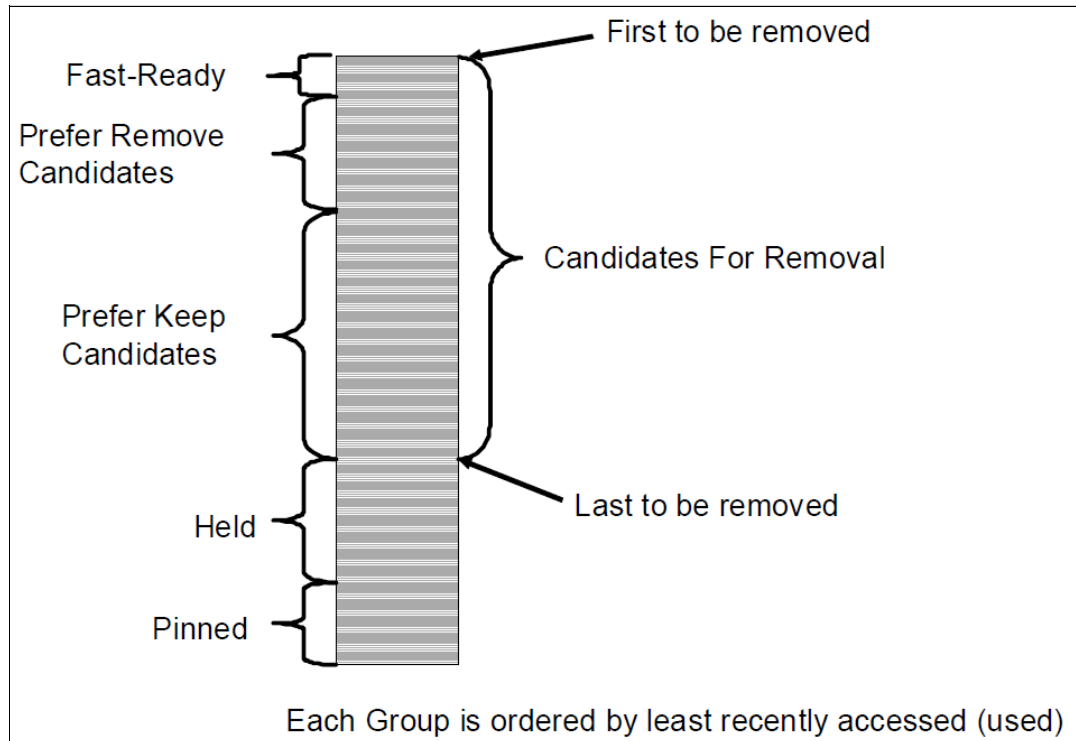 First to be removed
Fast-Ready
Prefer Remove
Candidates
Candidates For Removal
Prefer Keep
Candidates
Last to be removed
Held
Pinned
Each Group is ordered by least recently accessed (used)